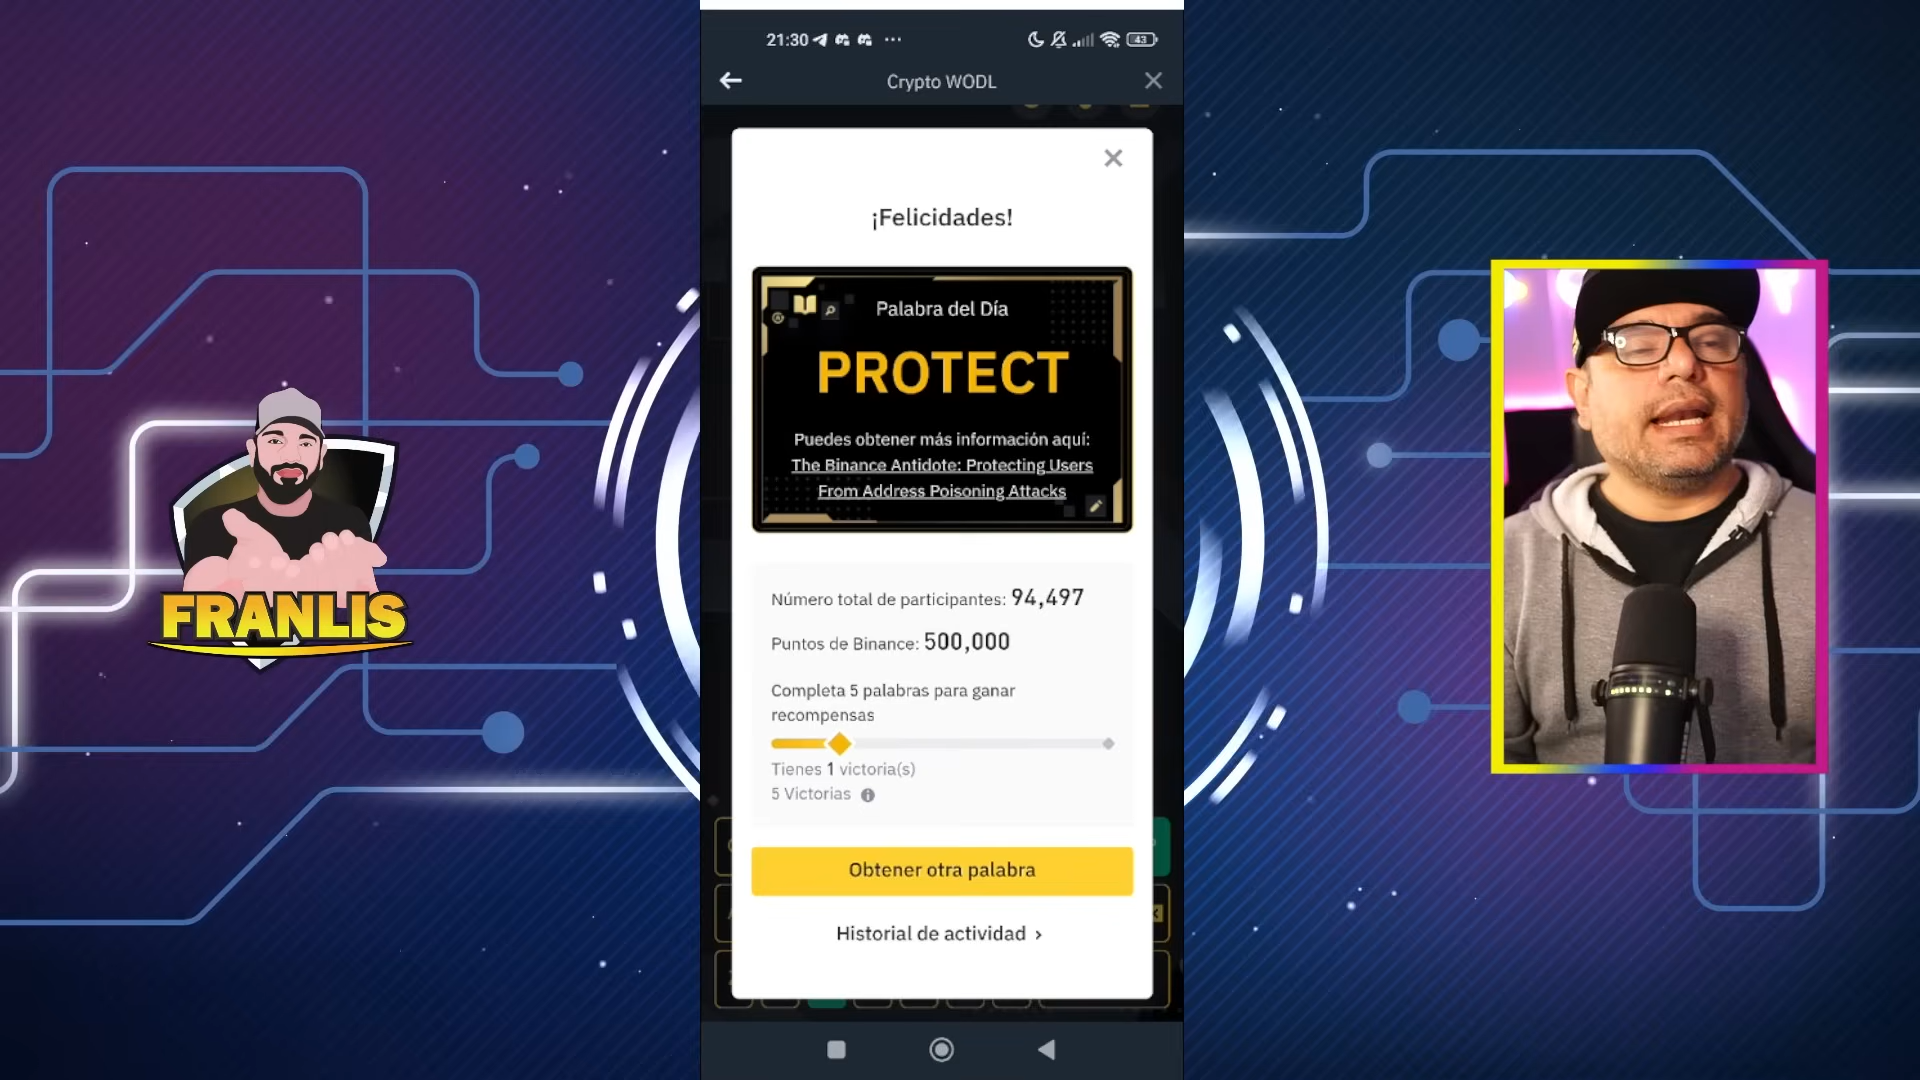 21:30
43
Crypto WODL
¡Felicidades!
Palabra del Día
PROTECT
Puedes obtener más información aquí:
The Binance Antidote: Protecting Users
From Address Poisoning Attacks
Número total de participantes: 94,497
Puntos de Binance: 500,000
Completa 5 palabras para ganar
recompensas
Tienes 1 victoria(s)
5 Victorias
Obtener otra palabra
Historial de actividad ›
FRANLIS